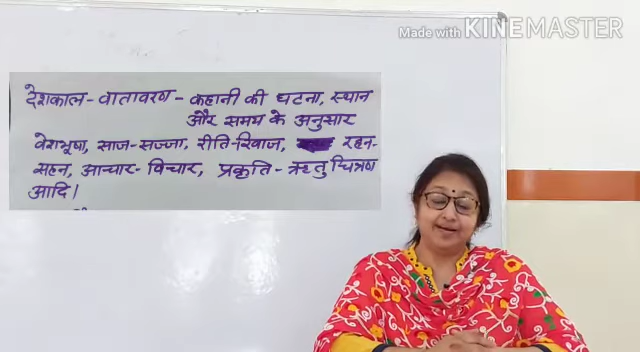 Made with KINEMASTER
देशकाल - वातावरण - कहानी की घटना, स्थान
और समय के अनुसार
वेशभूषा, साज-सज्जा, रीति-रिवाज, रहन-
सहन, आचार-विचार, प्रकृति-ऋतु चित्रण
आदि।